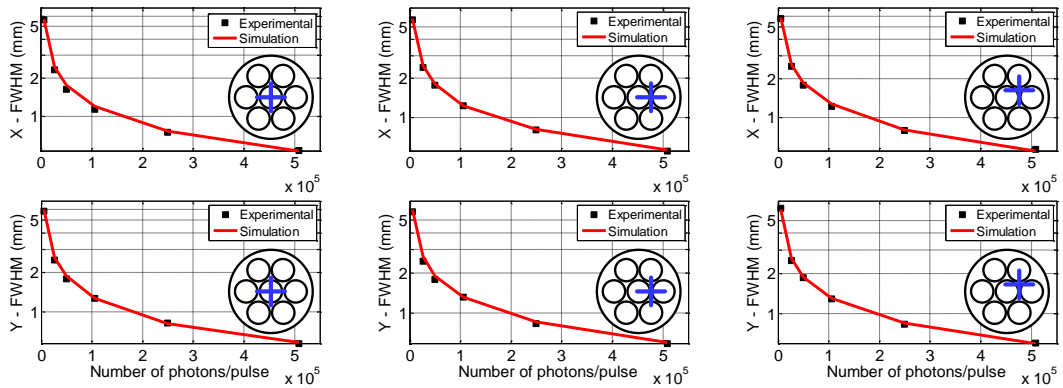 X - FWHM (mm)
5
2
1
Experimental
Simulation
0 1 2 3 4 5
x 10^5
X - FWHM (mm)
5
2
1
Experimental
Simulation
0 1 2 3 4 5
x 10^5
X - FWHM (mm)
5
2
1
Experimental
Simulation
0 1 2 3 4 5
x 10^5
Y - FWHM (mm)
5
2
1
Experimental
Simulation
0 1 2 3 4 5
Number of photons/pulse
x 10^5
Y - FWHM (mm)
5
2
1
Experimental
Simulation
0 1 2 3 4 5
Number of photons/pulse
x 10^5
Y - FWHM (mm)
5
2
1
Experimental
Simulation
0 1 2 3 4 5
Number of photons/pulse
x 10^5